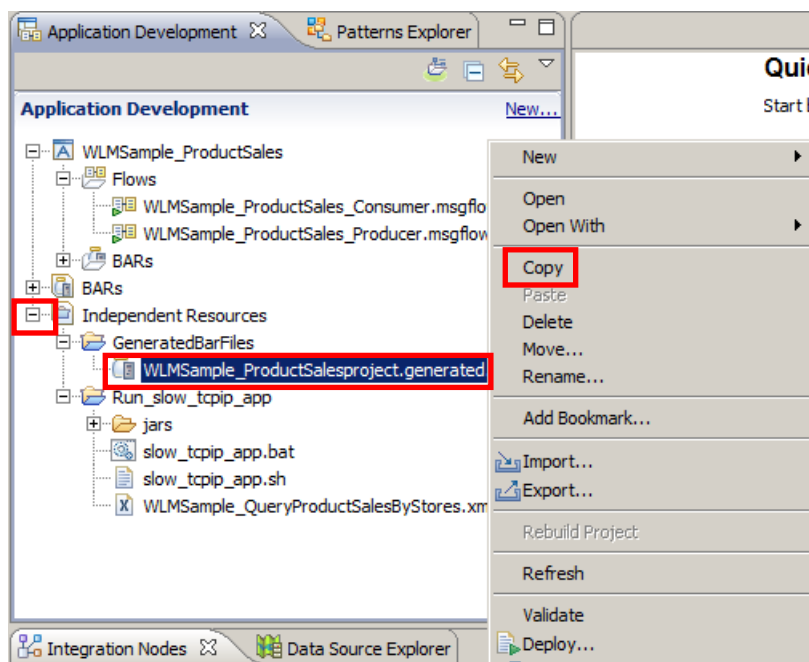 Application Development
Patterns Explorer
Application Development
New...
WLMSample_ProductSales
Flows
WLMSample_ProductSales_Consumer.msgflo
WLMSample_ProductSales_Producer.msgflow
BARs
BARs
Independent Resources
GeneratedBarFiles
WLMSample_ProductSalesproject.generated
Run_slow_tcpip_app
jars
slow_tcpip_app.bat
slow_tcpip_app.sh
WLMSample_QueryProductSalesByStores.xm
Integration Nodes
Data Source Explorer
Qui
Start
New
Open
Open With
Copy
Paste
Delete
Move...
Rename...
Add Bookmark...
Import...
Export...
Rebuild Project
Refresh
Validate
Deploy...